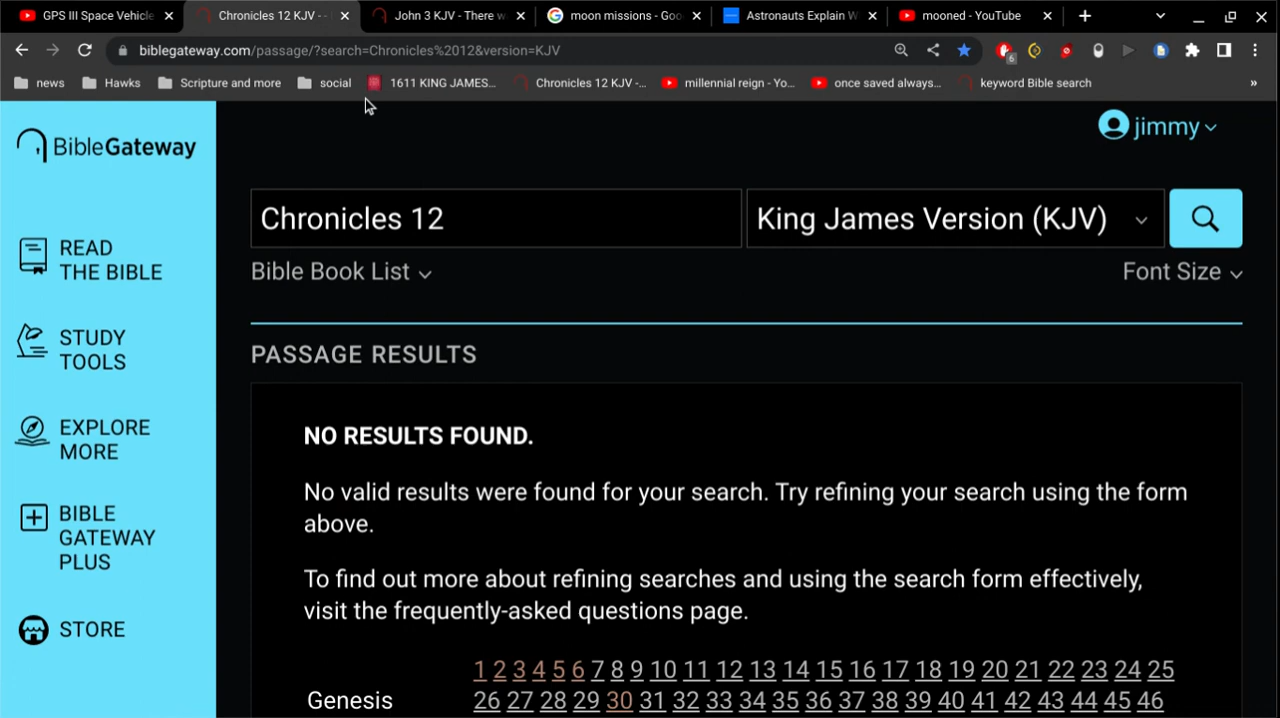 GPS III Space Vehicle
Chronicles 12 KJV - -
John 3 KJV - There w
moon missions - Goo
Astronauts Explain W
mooned - YouTube
biblegateway.com/passage/?search=Chronicles%2012&version=KJV
6
news
Hawks
Scripture and more
social
1611 KING JAMES...
Chronicles 12 KJV -...
millennial reign - Yo...
once saved always...
keyword Bible search
»
BibleGateway
jimmy
READ
THE BIBLE
STUDY
TOOLS
EXPLORE
MORE
BIBLE
GATEWAY
PLUS
STORE
Chronicles 12
King James Version (KJV)
Bible Book List
Font Size
PASSAGE RESULTS
NO RESULTS FOUND.
No valid results were found for your search. Try refining your search using the form
above.
To find out more about refining searches and using the search form effectively,
visit the frequently-asked questions page.
Genesis
1 2 3 4 5 6 7 8 9 10 11 12 13 14 15 16 17 18 19 20 21 22 23 24 25
26 27 28 29 30 31 32 33 34 35 36 37 38 39 40 41 42 43 44 45 46